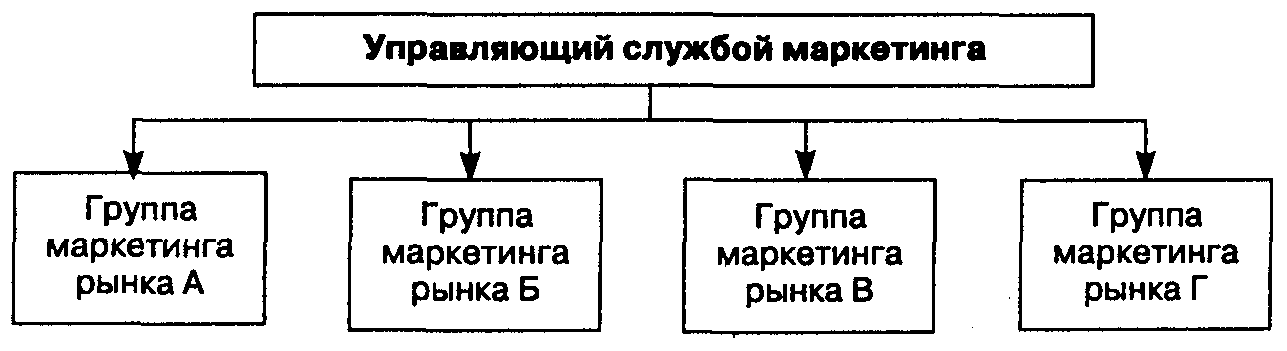 Управляющий службой маркетинга
Группа
маркетинга
рынка А
Группа
маркетинга
рынка Б
Группа
маркетинга
рынка В
Группа
маркетинга
рынка Г